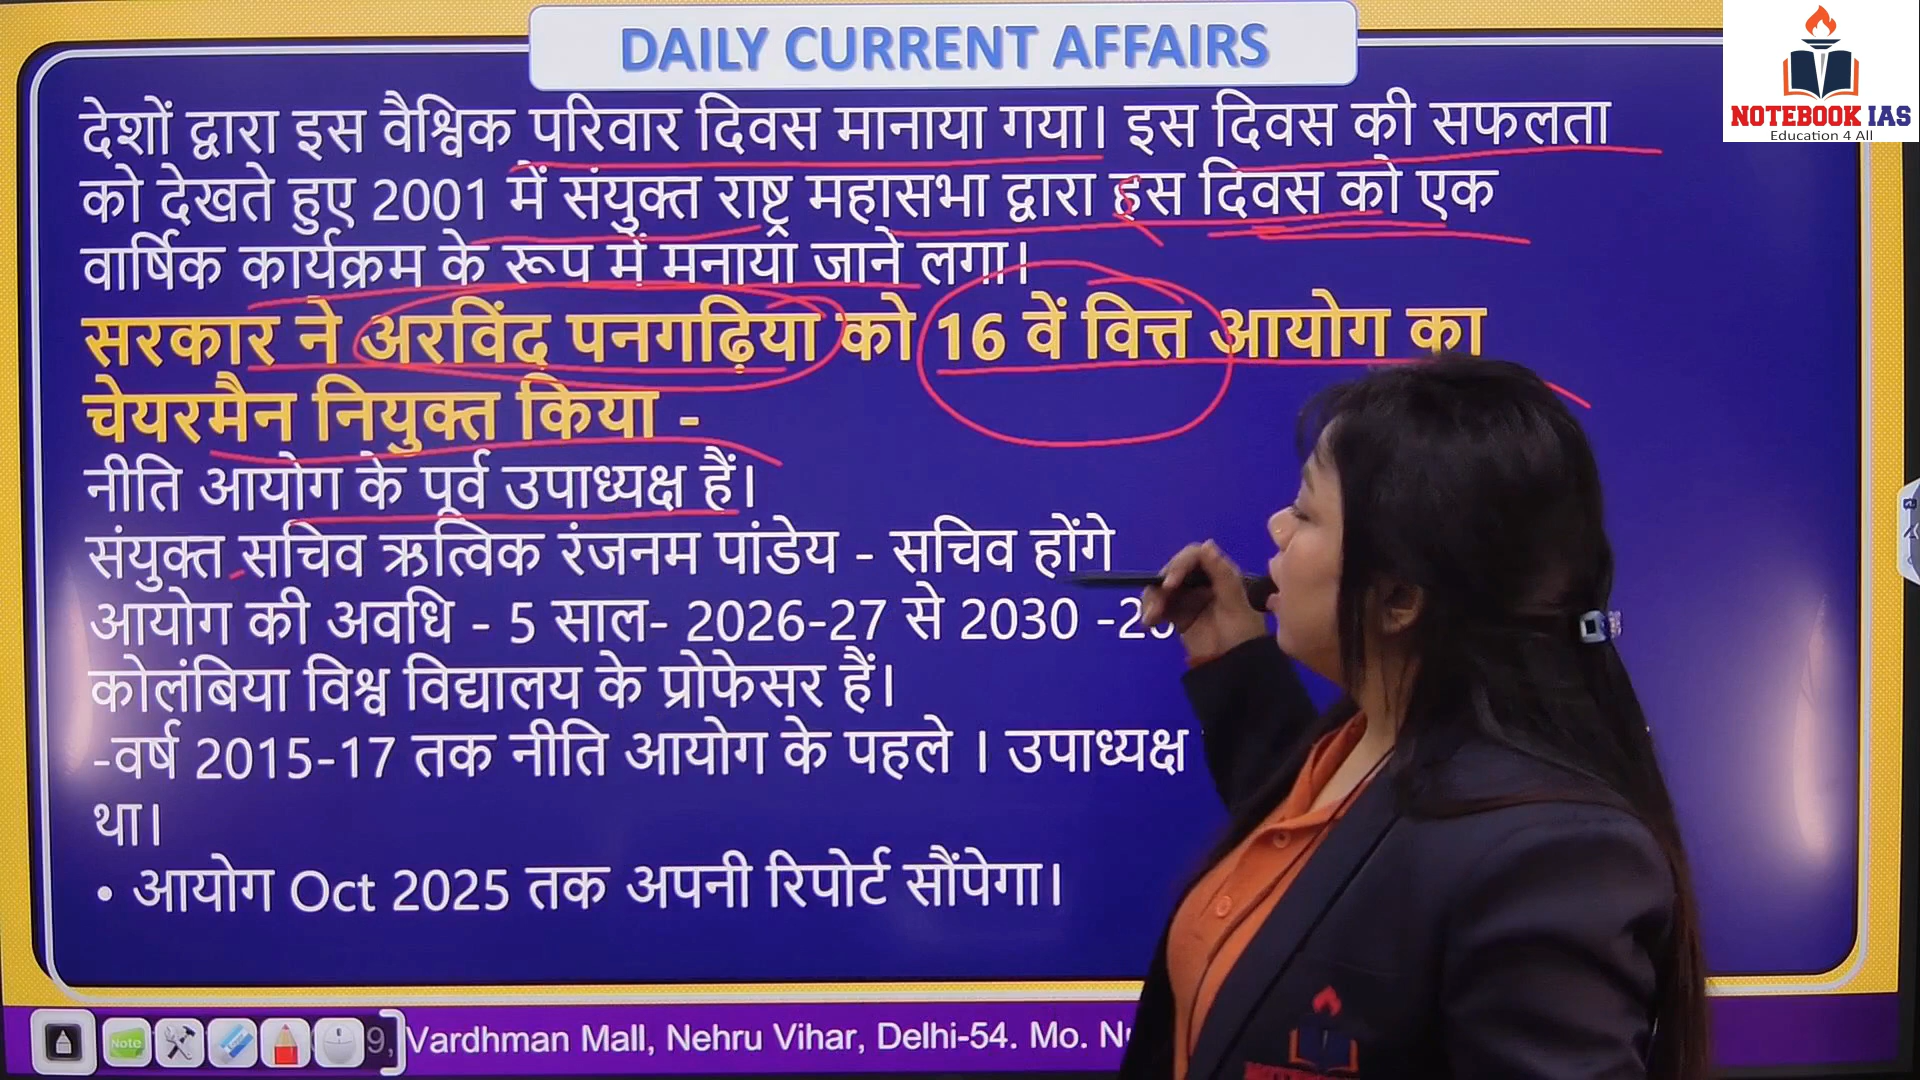 DAILY CURRENT AFFAIRS
NOTEBOOK IAS
Education 4 All
देशों द्वारा इस वैश्विक परिवार दिवस मानाया गया। इस दिवस की सफलता
को देखते हुए 2001 में संयुक्त राष्ट्र महासभा द्वारा इस दिवस को एक
वार्षिक कार्यक्रम के रूप में मनाया जाने लगा।
सरकार ने अरविंद पनगढ़िया को 16 वें वित्त आयोग का
चेयरमैन नियुक्त किया -
नीति आयोग के पूर्व उपाध्यक्ष हैं।
संयुक्त सचिव ऋत्विक रंजनम पांडेय - सचिव होंगे
आयोग की अवधि - 5 साल- 2026-27 से 2030 -
कोलंबिया विश्व विद्यालय के प्रोफेसर हैं।
-वर्ष 2015-17 तक नीति आयोग के पहले । उपाध्यक्ष
था।
• आयोग Oct 2025 तक अपनी रिपोर्ट सौंपेगा।
Note
9, Vardhman Mall, Nehru Vihar, Delhi-54. Mo.